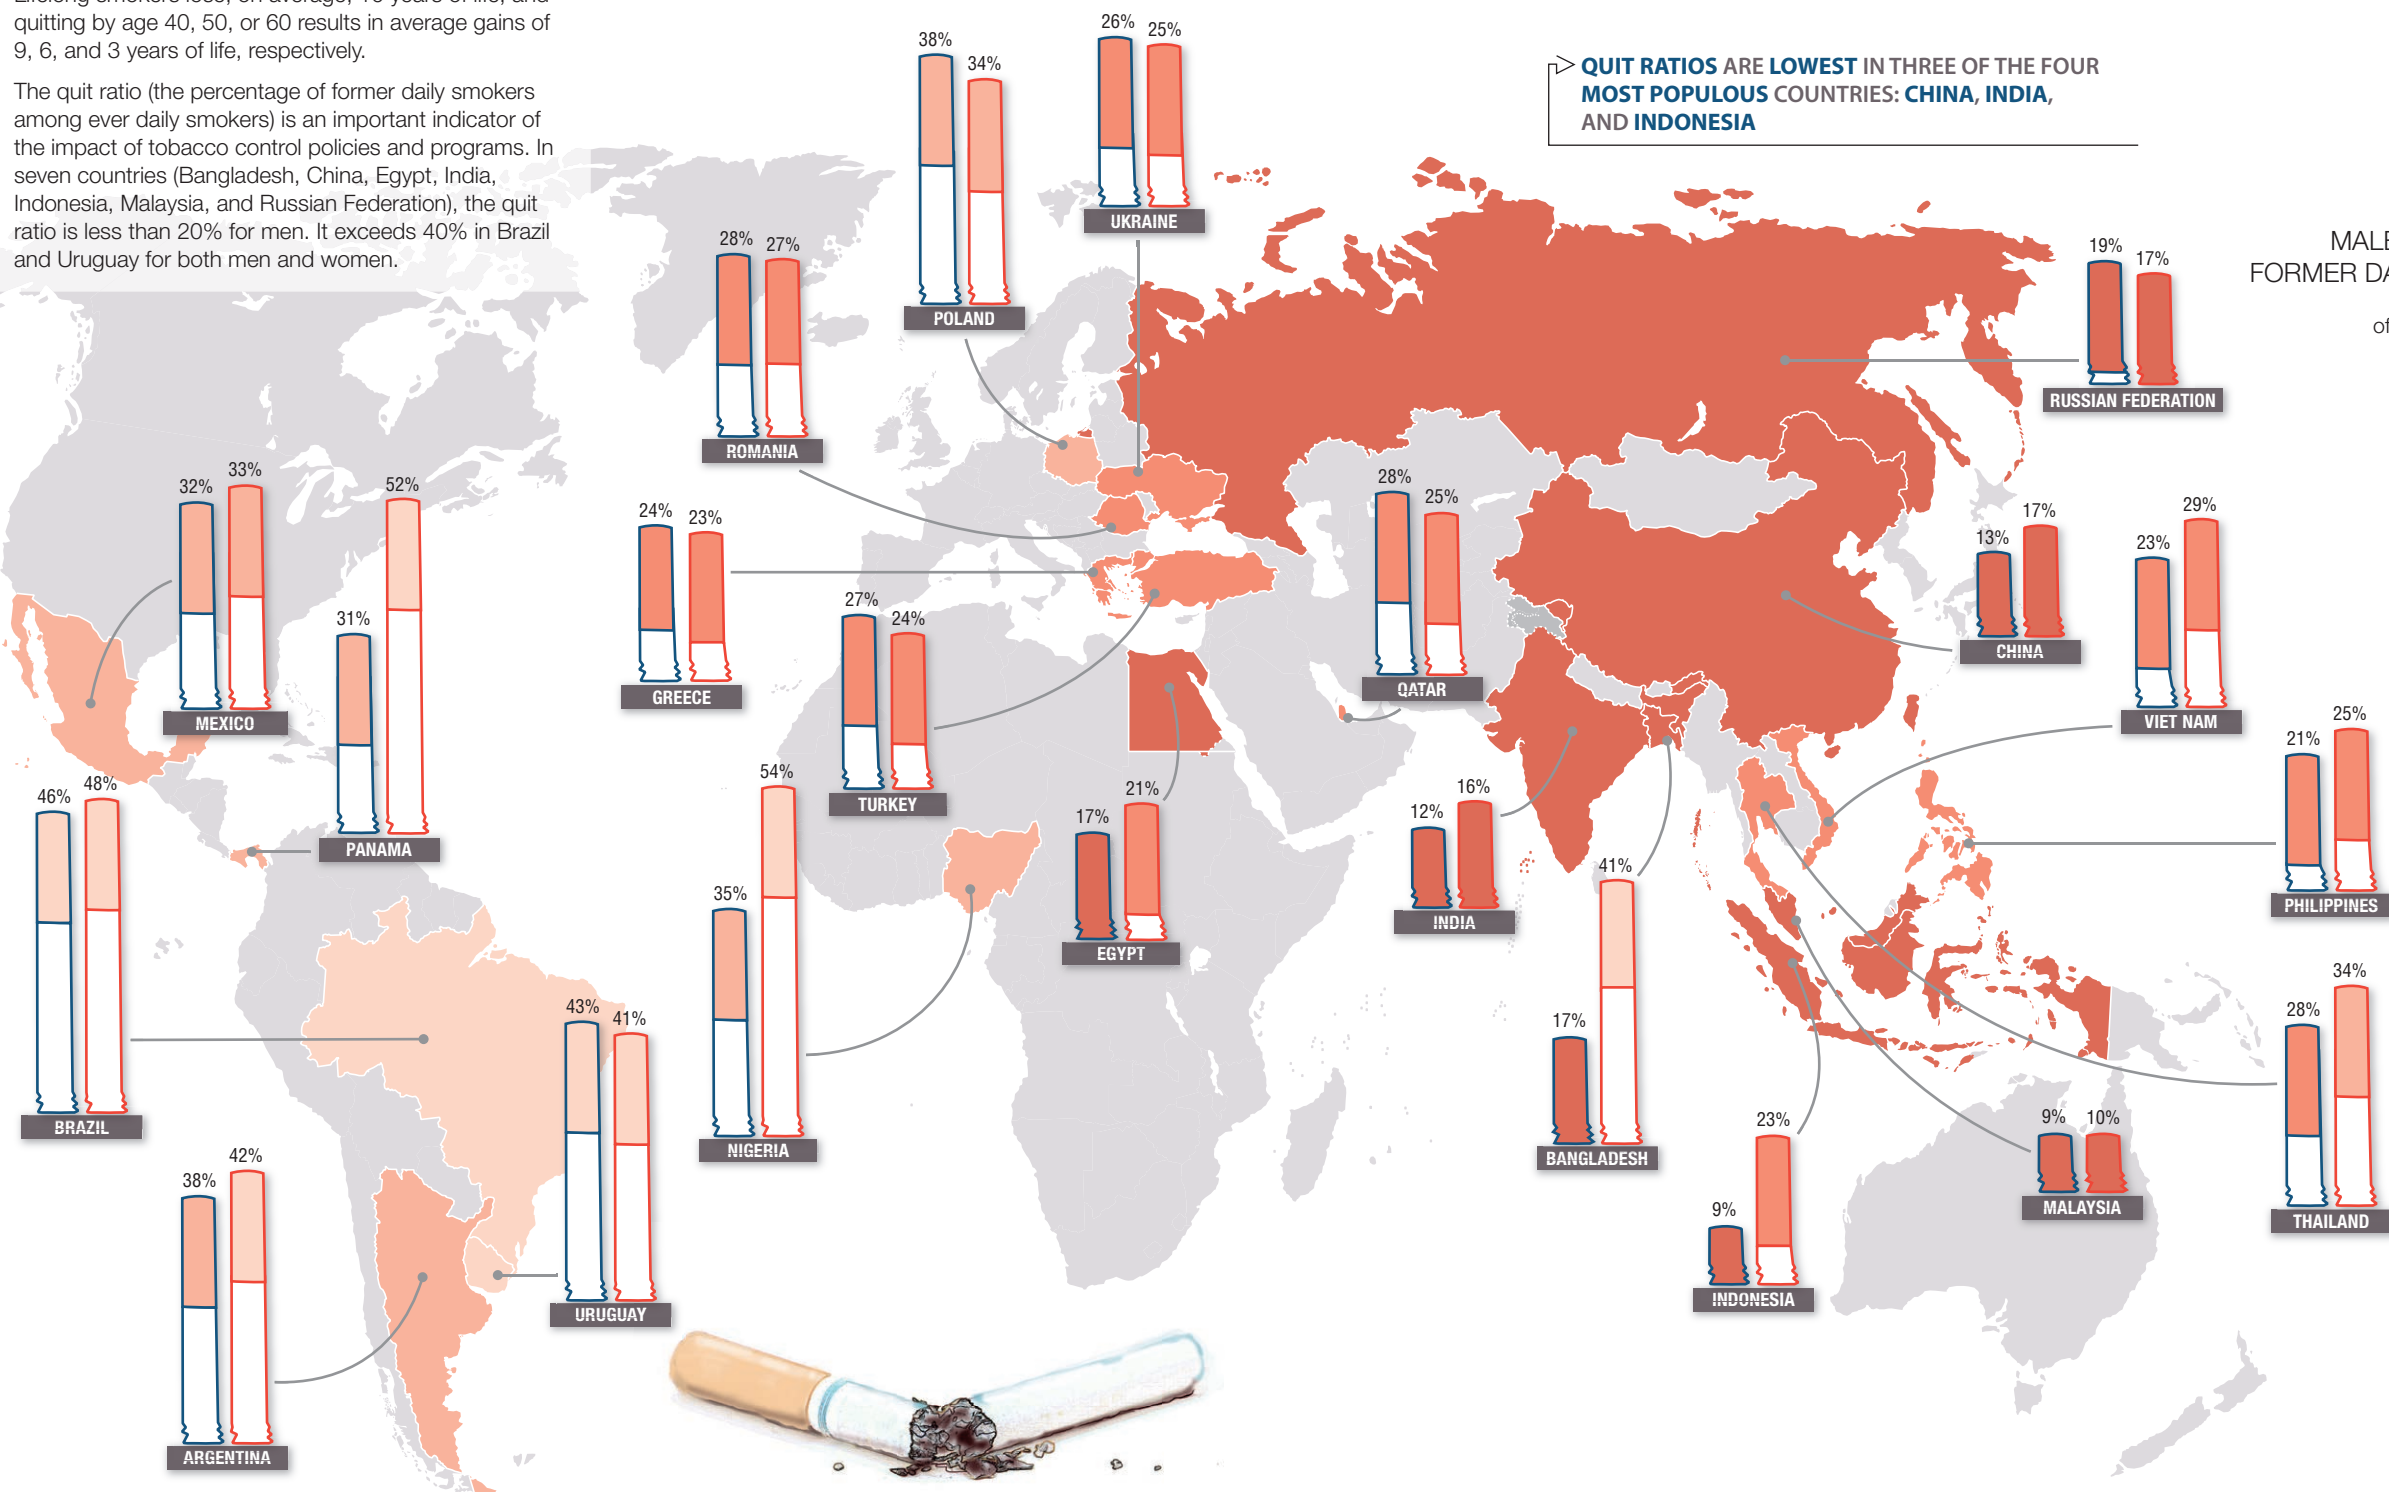 quitting by age 40, 50, or 60 results in average gains of
9, 6, and 3 years of life, respectively.
The quit ratio (the percentage of former daily smokers
among ever daily smokers) is an important indicator of
the impact of tobacco control policies and programs. In
seven countries (Bangladesh, China, Egypt, India,
Indonesia, Malaysia, and Russian Federation), the quit
ratio is less than 20% for men. It exceeds 40% in Brazil
and Uruguay for both men and women.
QUIT RATIOS ARE LOWEST IN THREE OF THE FOUR
MOST POPULOUS COUNTRIES: CHINA, INDIA,
AND INDONESIA
MALE
FORMER DA
of
38% 34%
POLAND
26% 25%
UKRAINE
28% 27%
ROMANIA
19% 17%
RUSSIAN FEDERATION
32% 33%
MEXICO
31% 52%
PANAMA
24% 23%
GREECE
27% 24%
TURKEY
28% 25%
QATAR
13% 17%
CHINA
23% 29%
VIET NAM
21% 25%
PHILIPPINES
46% 48%
BRAZIL
35% 54%
NIGERIA
17% 21%
EGYPT
12% 16%
INDIA
17% 41%
BANGLADESH
28% 34%
THAILAND
43% 41%
URUGUAY
9% 10%
MALAYSIA
9% 23%
INDONESIA
38% 42%
ARGENTINA